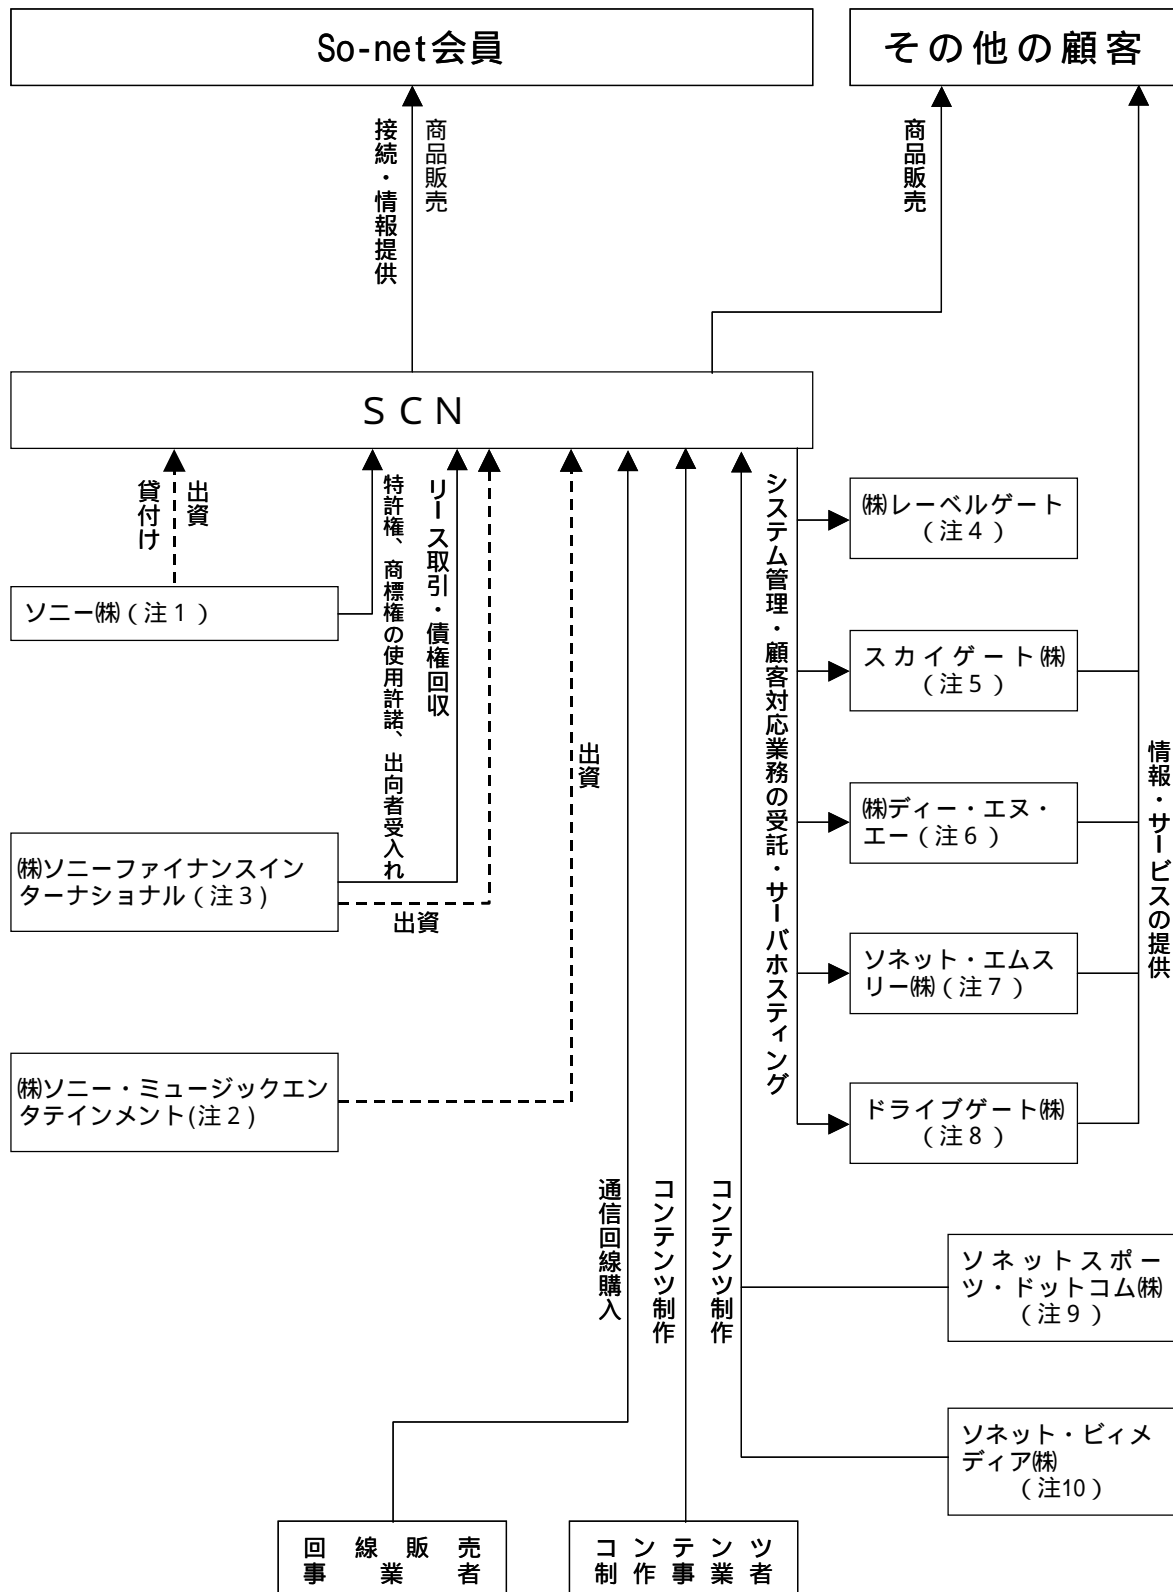 So-net会員
その他の顧客
接続・情報提供
商品販売
商品販売
SCN
貸付け
出資
特許権、商標権の使用許諾、出向者受入れ
リース取引・債権回収
システム管理・顧客対応業務の受託・サーバホスティング
㈱レーベルゲート
（注4）
ソニー㈱（注1）
スカイゲート㈱
（注5）
出資
情報・サービスの提供
㈱ディー・エヌ・
エー（注6）
㈱ソニーファイナンスイン
ターナショナル（注3）
出資
ソネット・エムス
リー㈱（注7）
㈱ソニー・ミュージックエン
タテインメント(注2）
ドライブゲート㈱
（注8）
通信回線購入
コンテンツ制作
コンテンツ制作
ソネットスポー
ツ・ドットコム㈱
（注9）
ソネット・ビィメ
ディア㈱
（注10）
回線販売
事業者
コンテンツ
制作事業者